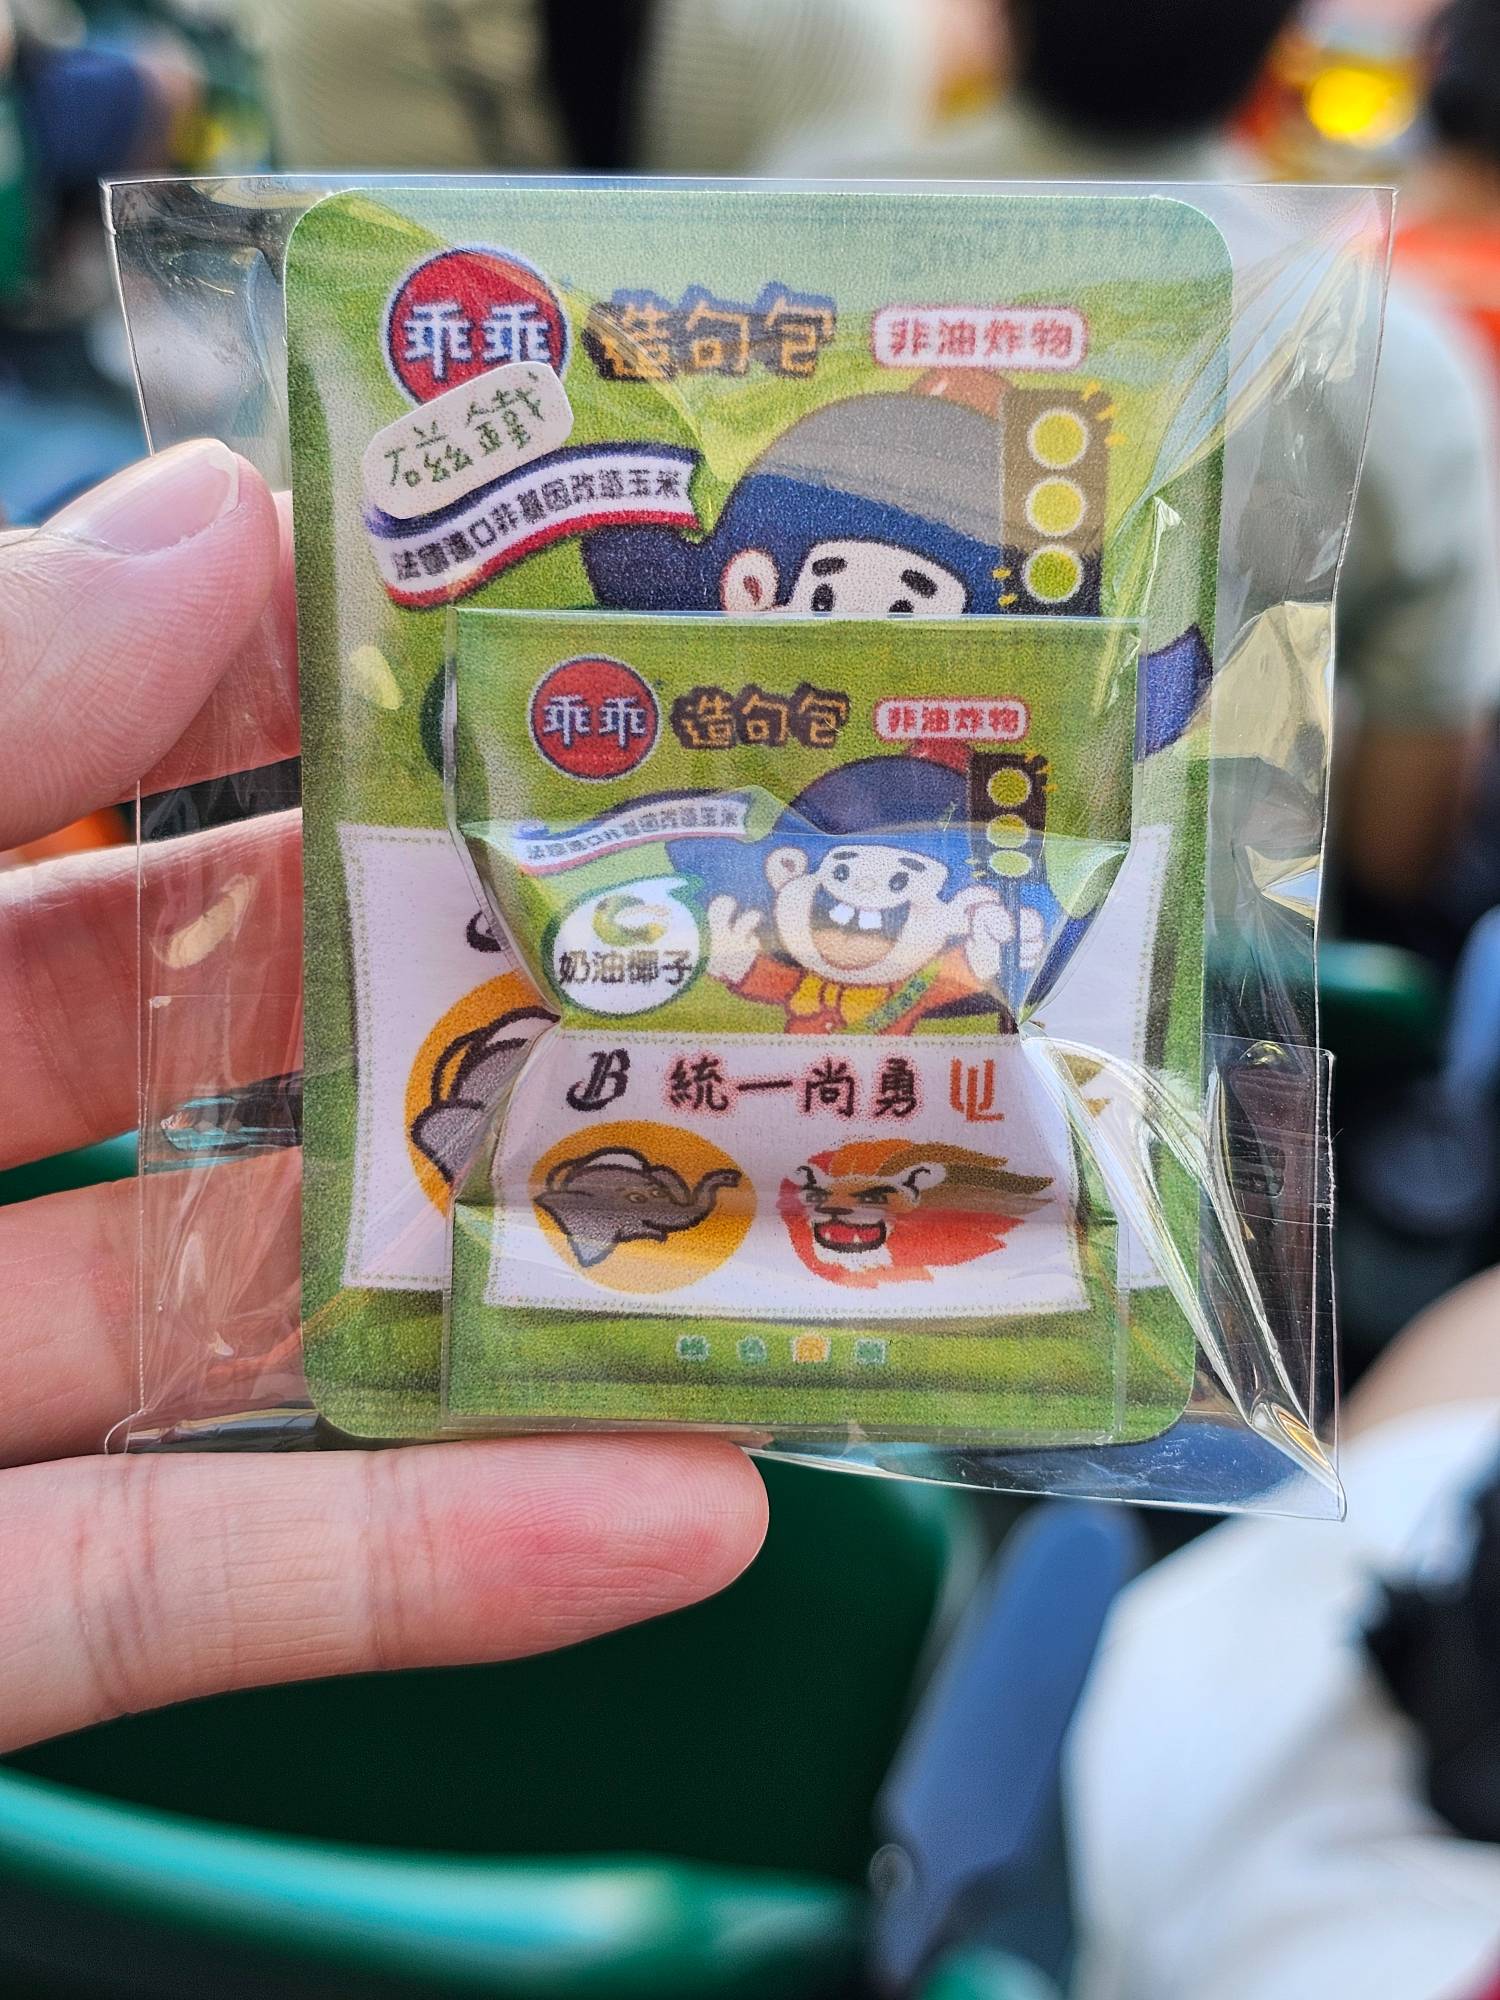 乖乖 造句包 非油炸物
法國進口非基因改造玉米
乖乖 造句包 非油炸物
法國進口非基因改造玉米
奶油椰子
B 統一尚勇 UL